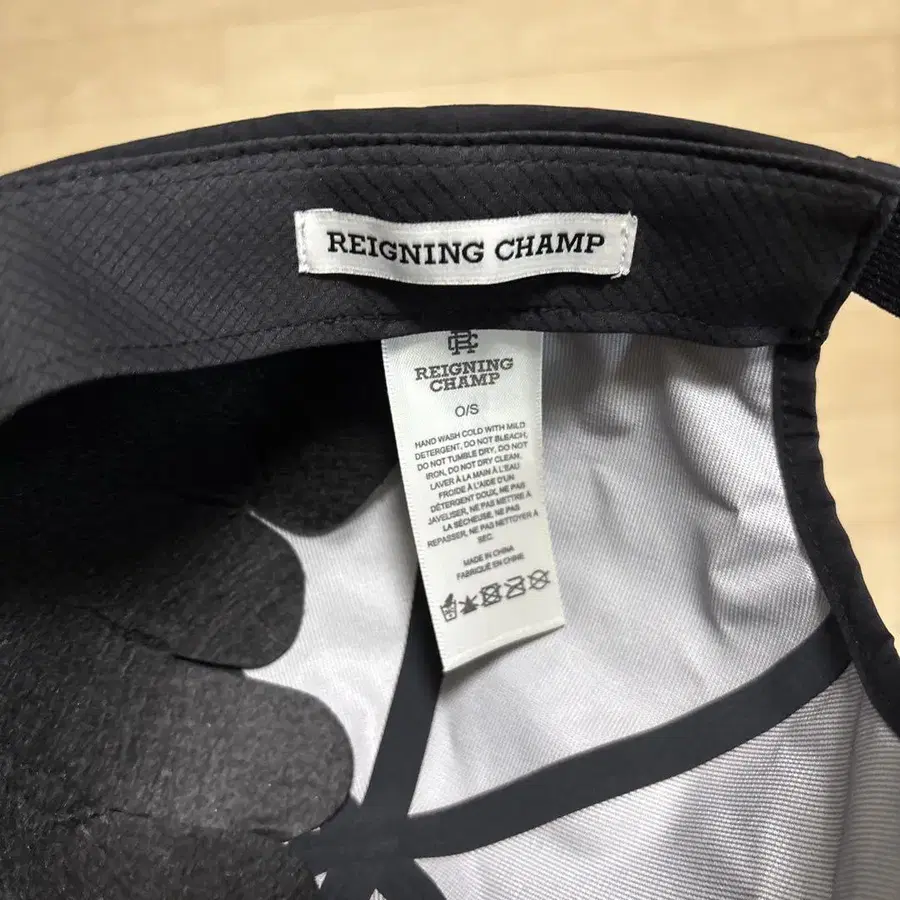 REIGNING CHAMP
RC
REIGNING
CHAMP
O/S
HAND WASH COLD WITH MILD
DETERGENT, DO NOT BLEACH,
DO NOT TUMBLE DRY, DO NOT
IRON, DO NOT DRY CLEAN.
LAVER À LA MAIN À L'EAU
FROIDE À L'AIDE D'UN
DÉTERGENT DOUX, NE PAS
JAVELISER, NE PAS METTRE À
LA SÉCHEUSE, NE PAS
REPASSER, NE PAS NETTOYER À
SEC.
MADE IN CHINA
FABRIQUÉ EN CHINE